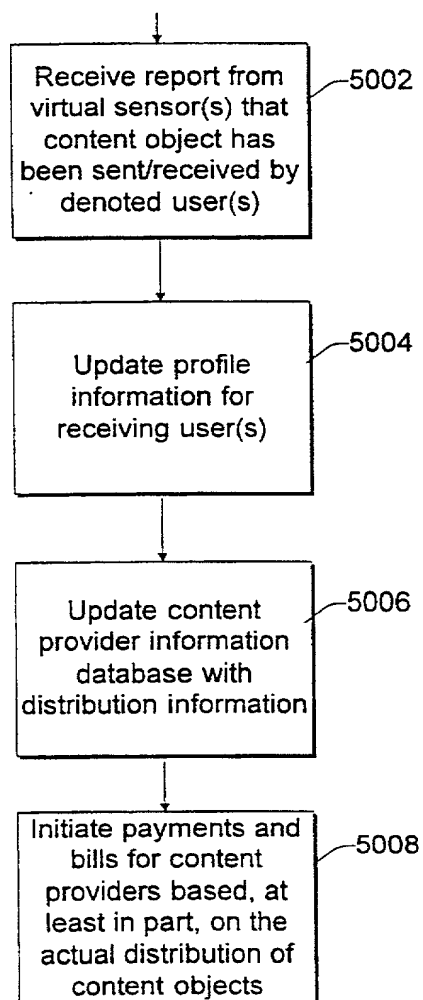 Receive report from
virtual sensor(s) that
content object has
been sent/received by
denoted user(s)
5002
Update profile
information for
receiving user(s)
5004
Update content
provider information
database with
distribution information
5006
Initiate payments and
bills for content
providers based, at
least in part, on the
actual distribution of
content objects
5008